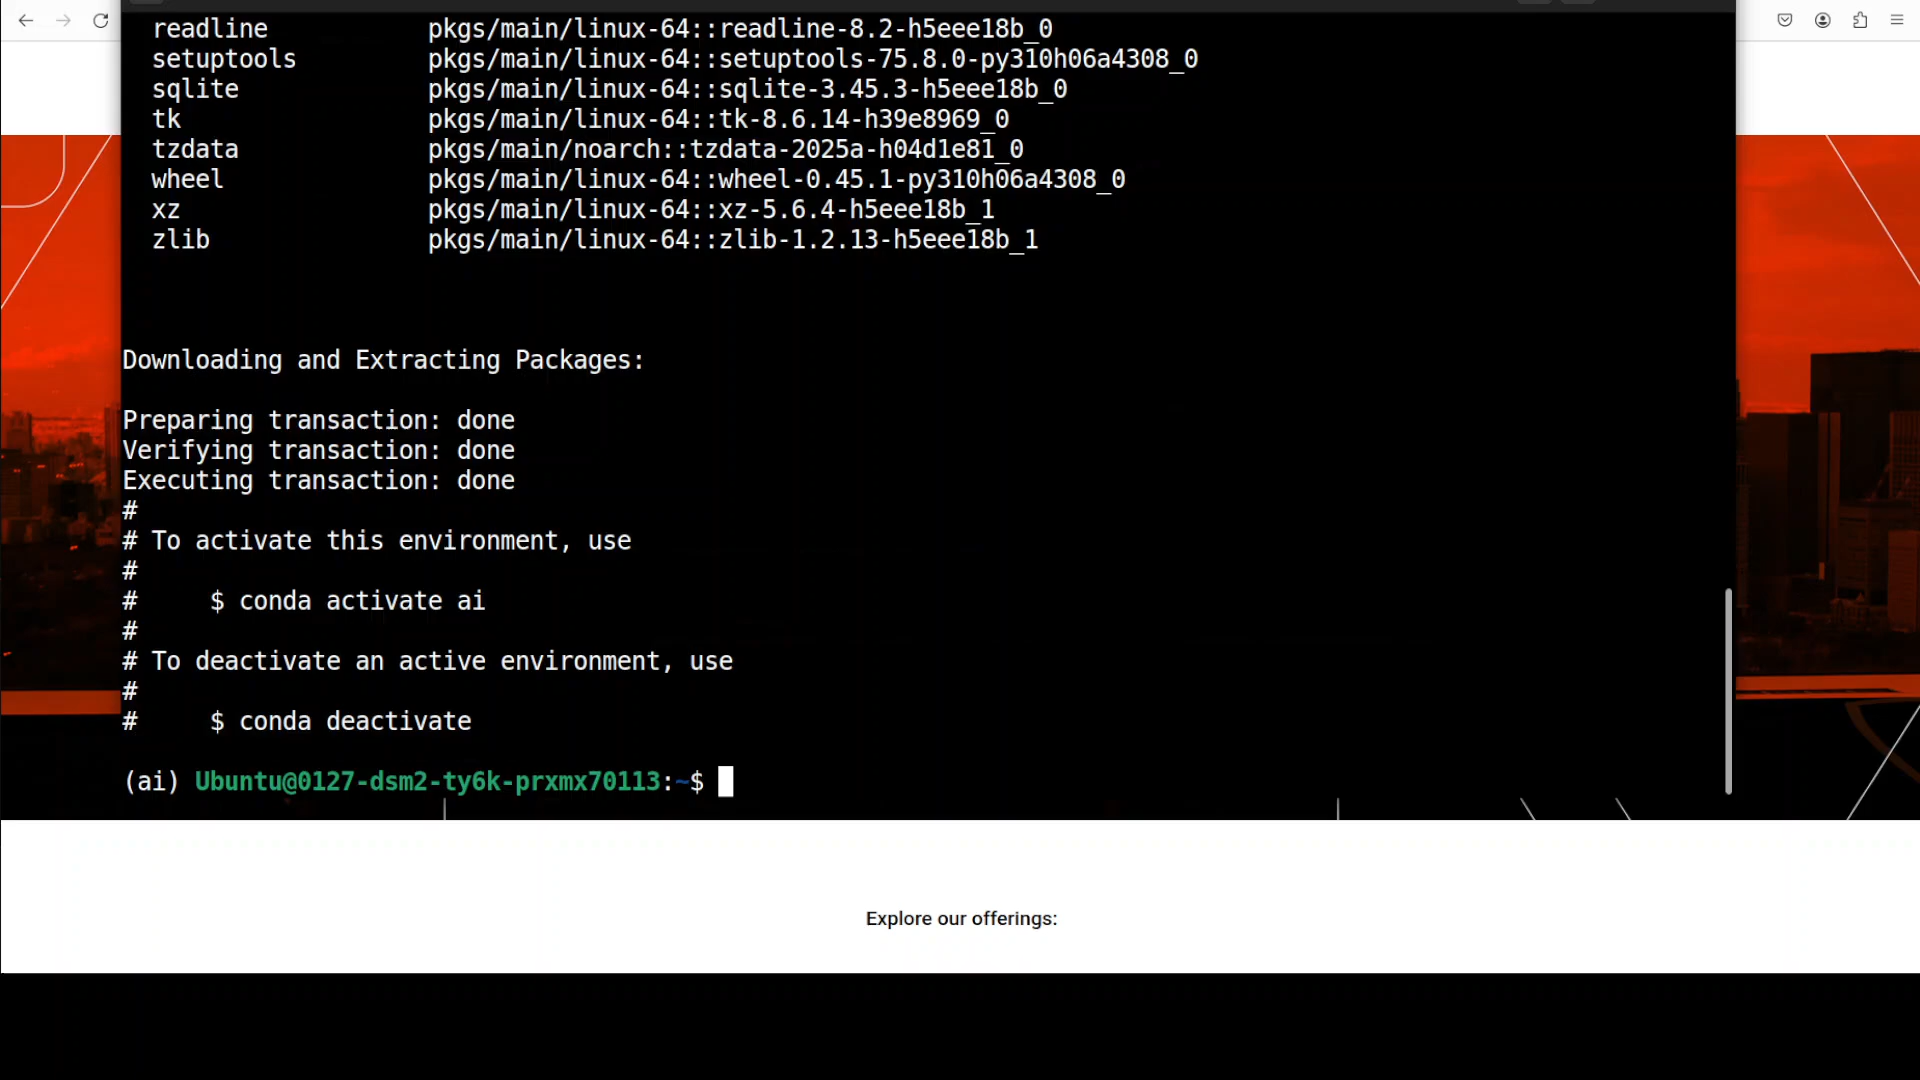 readline pkgs/main/linux-64::readline-8.2-h5eee18b_0
setuptools pkgs/main/linux-64::setuptools-75.8.0-py310h06a4308_0
sqlite pkgs/main/linux-64::sqlite-3.45.3-h5eee18b_0
tk pkgs/main/linux-64::tk-8.6.14-h39e8969_0
tzdata pkgs/main/noarch::tzdata-2025a-h04d1e81_0
wheel pkgs/main/linux-64::wheel-0.45.1-py310h06a4308_0
xz pkgs/main/linux-64::xz-5.6.4-h5eee18b_1
zlib pkgs/main/linux-64::zlib-1.2.13-h5eee18b_1
Downloading and Extracting Packages:
Preparing transaction: done
Verifying transaction: done
Executing transaction: done
#
# To activate this environment, use
#
#     $ conda activate ai
#
# To deactivate an active environment, use
#
#     $ conda deactivate
(ai) Ubuntu@0127-dsm2-ty6k-prxmx70113:~$
Explore our offerings: